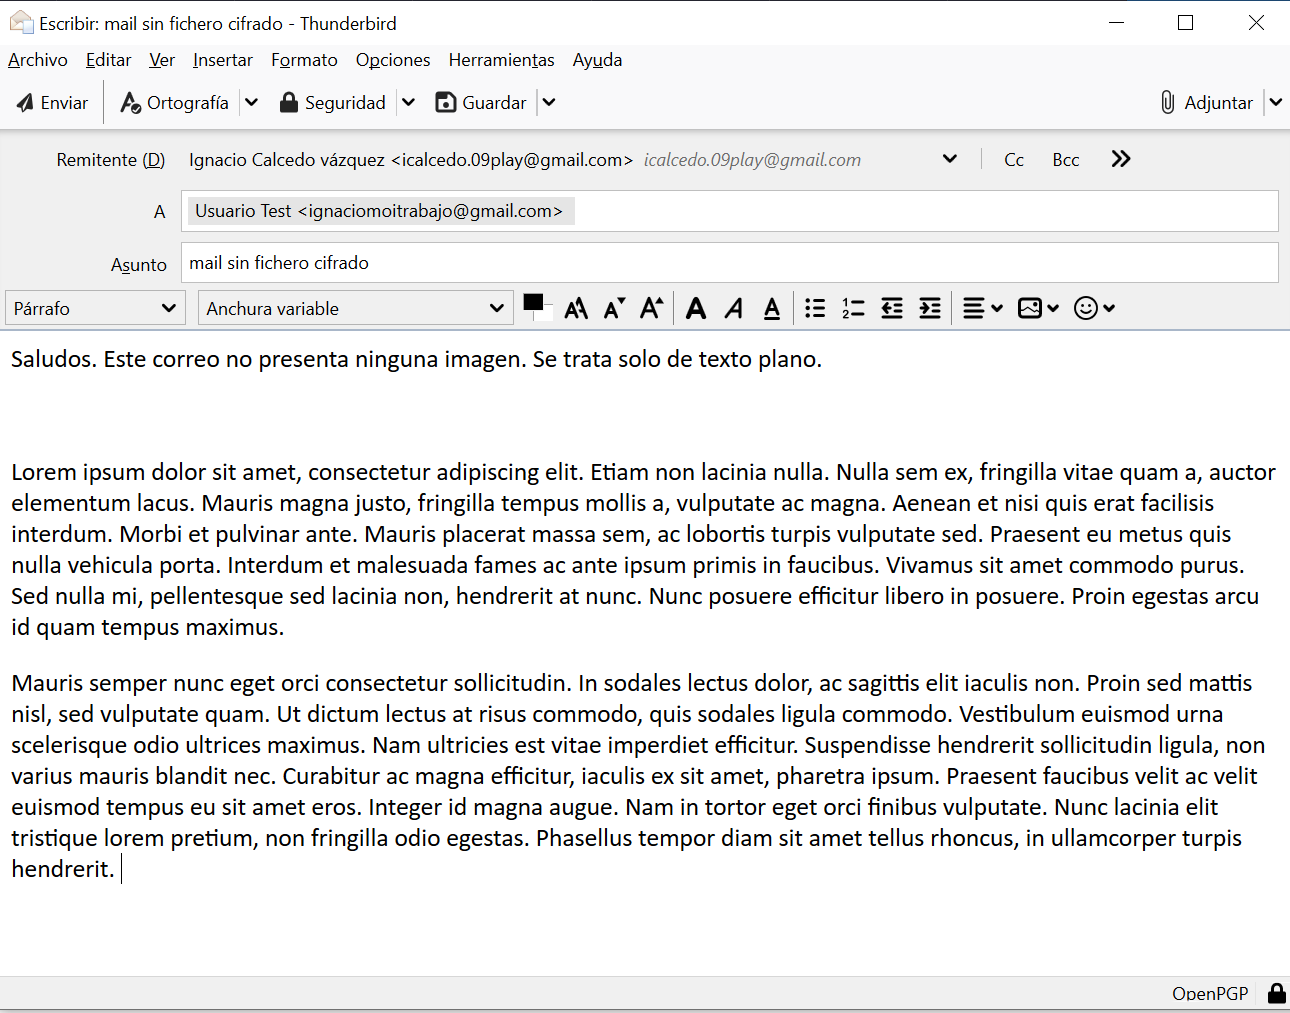 Escribir: mail sin fichero cifrado - Thunderbird
Archivo Editar Ver Insertar Formato Opciones Herramientas Ayuda
Enviar Ortografía Seguridad Guardar Adjuntar
Remitente (D) Ignacio Calcedo vázquez <icalcedo.09play@gmail.com> icalcedo.09play@gmail.com Cc Bcc
A Usuario Test <ignaciomoitrabajo@gmail.com>
Asunto mail sin fichero cifrado
Párrafo Anchura variable
Saludos. Este correo no presenta ninguna imagen. Se trata solo de texto plano.
Lorem ipsum dolor sit amet, consectetur adipiscing elit. Etiam non lacinia nulla. Nulla sem ex, fringilla vitae quam a, auctor
elementum lacus. Mauris magna justo, fringilla tempus mollis a, vulputate ac magna. Aenean et nisi quis erat facilisis
interdum. Morbi et pulvinar ante. Mauris placerat massa sem, ac lobortis turpis vulputate sed. Praesent eu metus quis
nulla vehicula porta. Interdum et malesuada fames ac ante ipsum primis in faucibus. Vivamus sit amet commodo purus.
Sed nulla mi, pellentesque sed lacinia non, hendrerit at nunc. Nunc posuere efficitur libero in posuere. Proin egestas arcu
id quam tempus maximus.
Mauris semper nunc eget orci consectetur sollicitudin. In sodales lectus dolor, ac sagittis elit iaculis non. Proin sed mattis
nisl, sed vulputate quam. Ut dictum lectus at risus commodo, quis sodales ligula commodo. Vestibulum euismod urna
scelerisque odio ultrices maximus. Nam ultricies est vitae imperdiet efficitur. Suspendisse hendrerit sollicitudin ligula, non
varius mauris blandit nec. Curabitur ac magna efficitur, iaculis ex sit amet, pharetra ipsum. Praesent faucibus velit ac velit
euismod tempus eu sit amet eros. Integer id magna augue. Nam in tortor eget orci finibus vulputate. Nunc lacinia elit
tristique lorem pretium, non fringilla odio egestas. Phasellus tempor diam sit amet tellus rhoncus, in ullamcorper turpis
hendrerit.
OpenPGP